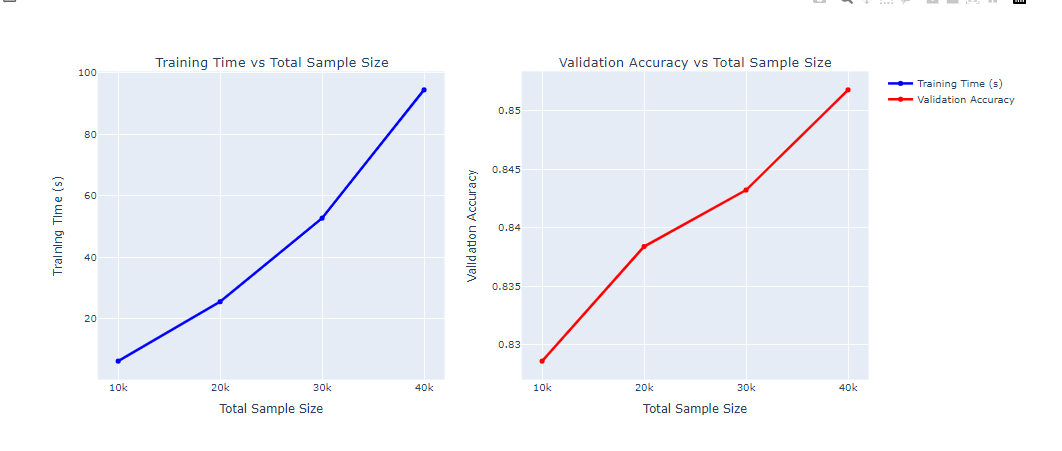 Training Time vs Total Sample Size
100
80
60
40
20
Training Time (s)
10k 20k 30k 40k
Total Sample Size
Validation Accuracy vs Total Sample Size
0.85
0.845
0.84
0.835
0.83
Validation Accuracy
10k 20k 30k 40k
Total Sample Size
Training Time (s)
Validation Accuracy